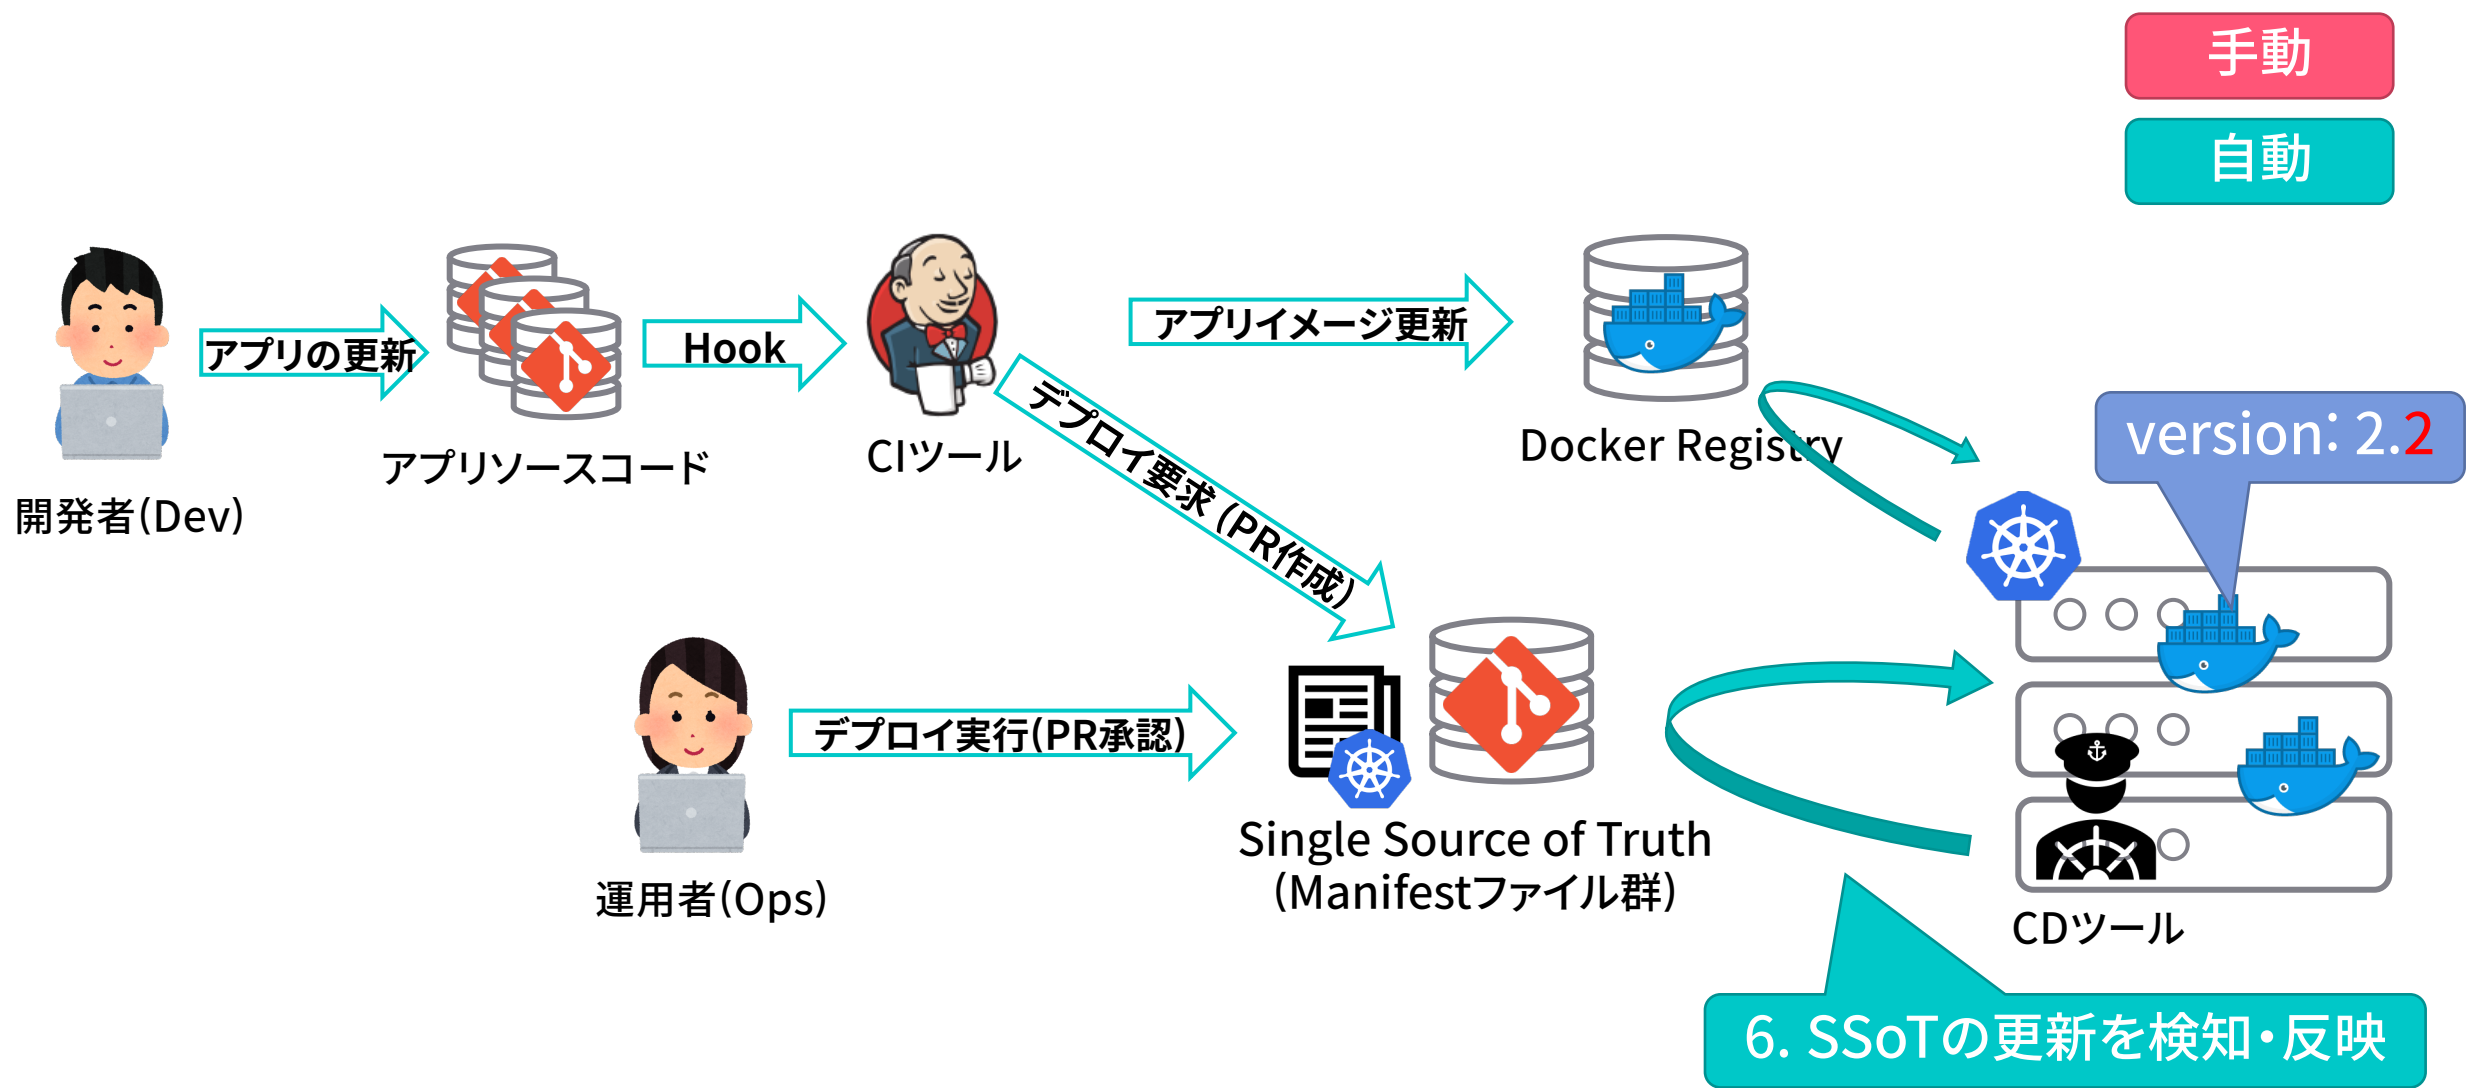 手動
自動
アプリの更新
Hook
アプリイメージ更新
デプロイ要求 (PR作成)
開発者(Dev)
アプリソースコード
CIツール
Docker Registry
version: 2.2
デプロイ実行(PR承認)
運用者(Ops)
Single Source of Truth
(Manifestファイル群)
CDツール
6. SSoTの更新を検知・反映